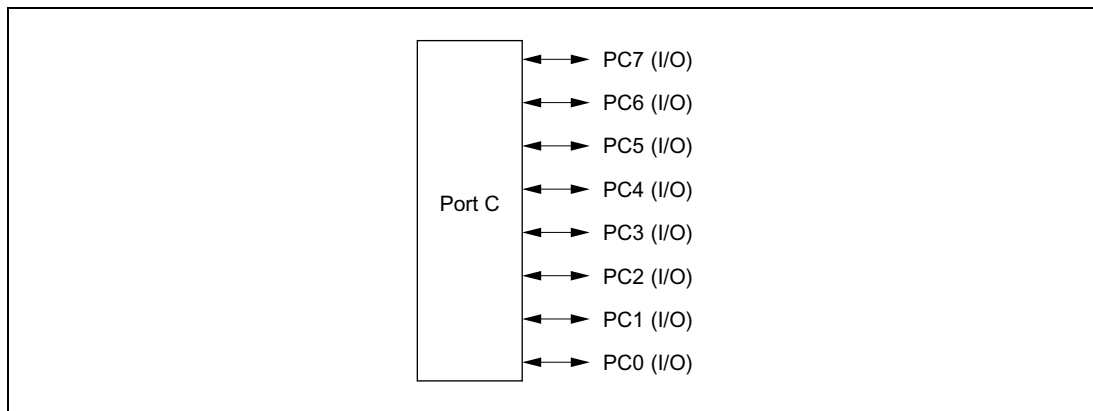 PC7 (I/O)
PC6 (I/O)
PC5 (I/O)
PC4 (I/O)
Port C
PC3 (I/O)
PC2 (I/O)
PC1 (I/O)
PC0 (I/O)